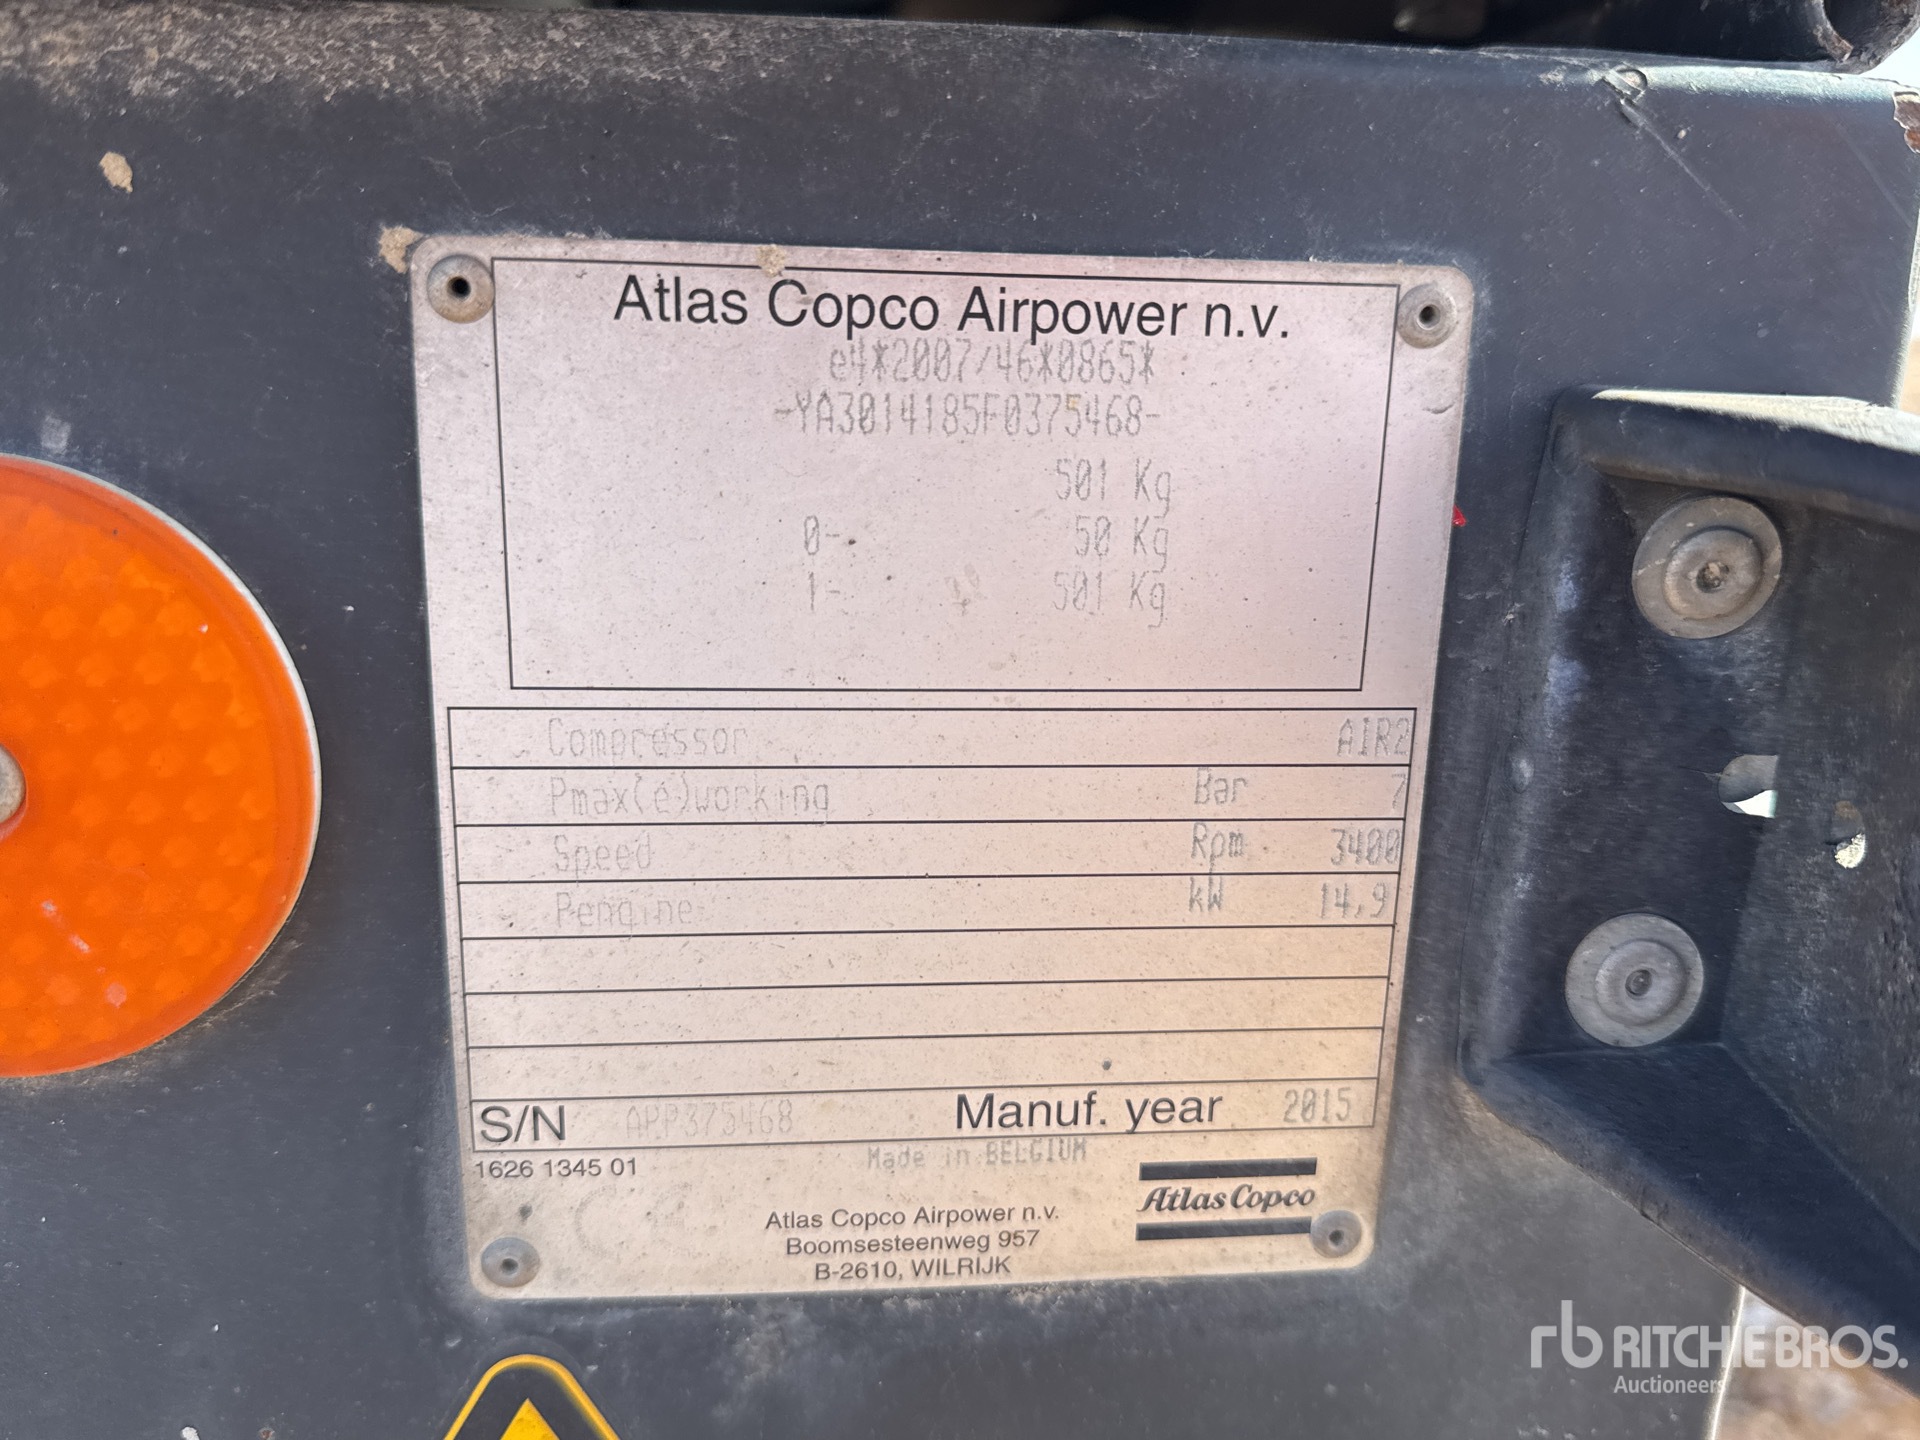 Atlas Copco Airpower n.v.
e4*2007/46*0865*
-YA3014185F0375468-
501 Kg
0- 50 Kg
1- 501 Kg
Compressor AIR2
Pmax(e)working Bar 7
Speed Rpm 3400
Pengine kW 14,9
S/N APP375468 Manuf. year 2015
1626 1345 01 Made in BELGIUM
Atlas Copco
Atlas Copco Airpower n.v.
Boomsesteenweg 957
B-2610, WILRIJK
rb RITCHIE BROS.
Auctioneers